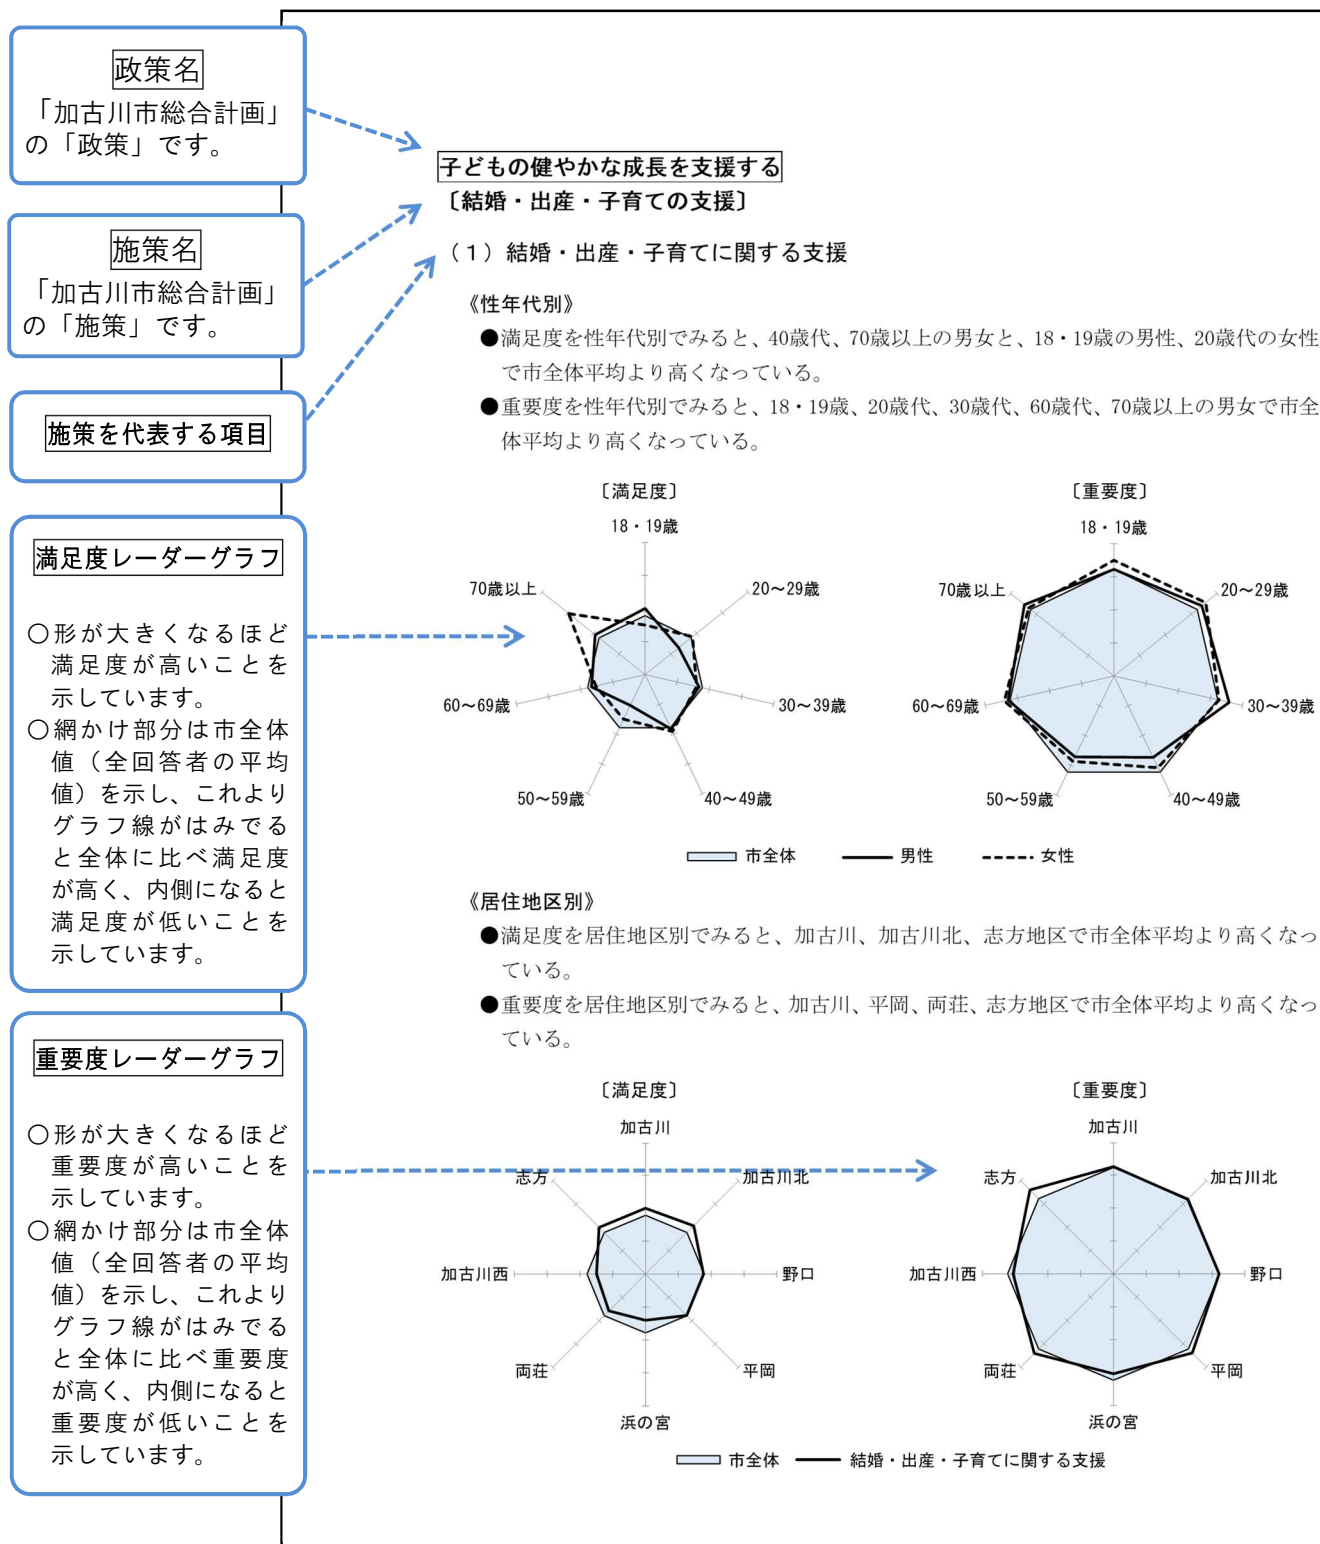 政策名
「加古川市総合計画」
の「政策」です。
施策名
「加古川市総合計画」
の「施策」です。
施策を代表する項目
満足度レーダーグラフ
○形が大きくなるほど
満足度が高いことを
示しています。
○網かけ部分は市全体
値（全回答者の平均
値）を示し、これより
グラフ線がはみでる
と全体に比べ満足度
が高く、内側になると
満足度が低いことを
示しています。
重要度レーダーグラフ
○形が大きくなるほど
重要度が高いことを
示しています。
○網かけ部分は市全体
値（全回答者の平均
値）を示し、これより
グラフ線がはみでる
と全体に比べ重要度
が高く、内側になると
重要度が低いことを
示しています。
子どもの健やかな成長を支援する
〔結婚・出産・子育ての支援〕
（１）結婚・出産・子育てに関する支援
《性年代別》
●満足度を性年代別でみると、40歳代、70歳以上の男女と、18・19歳の男性、20歳代の女性
で市全体平均より高くなっている。
●重要度を性年代別でみると、18・19歳、20歳代、30歳代、60歳代、70歳以上の男女で市全
体平均より高くなっている。
〔満足度〕
18・19歳
20～29歳
30～39歳
40～49歳
50～59歳
60～69歳
70歳以上
〔重要度〕
18・19歳
20～29歳
30～39歳
40～49歳
50～59歳
60～69歳
70歳以上
市全体 男性 女性
《居住地区別》
●満足度を居住地区別でみると、加古川、加古川北、志方地区で市全体平均より高くなっ
ている。
●重要度を居住地区別でみると、加古川、平岡、両荘、志方地区で市全体平均より高くなっ
ている。
〔満足度〕
加古川
加古川北
野口
平岡
浜の宮
両荘
加古川西
志方
〔重要度〕
加古川
加古川北
野口
平岡
浜の宮
両荘
加古川西
志方
市全体 結婚・出産・子育てに関する支援